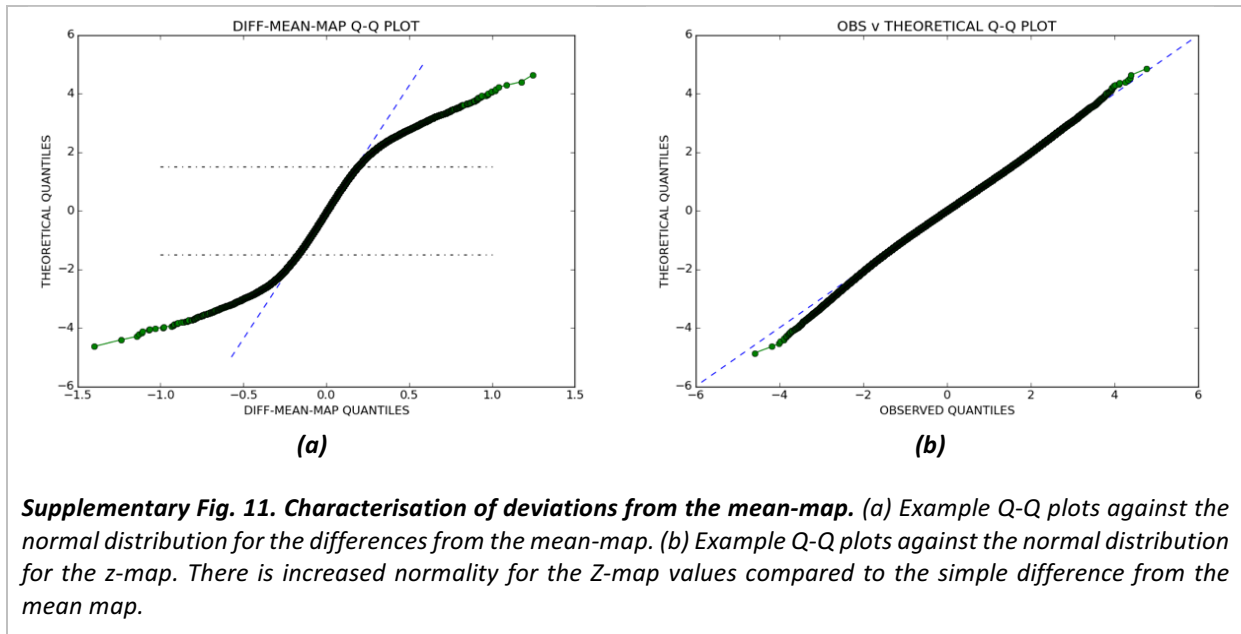 DIFF-MEAN-MAP Q-Q PLOT
6
4
2
0
−2
−4
−6
THEORETICAL QUANTILES
−1.5 −1.0 −0.5 0.0 0.5 1.0 1.5
DIFF-MEAN-MAP QUANTILES
(a)
OBS v THEORETICAL Q-Q PLOT
6
4
2
0
−2
−4
−6
THEORETICAL QUANTILES
−6 −4 −2 0 2 4 6
OBSERVED QUANTILES
(b)
Supplementary Fig. 11. Characterisation of deviations from the mean-map. (a) Example Q-Q plots against the
normal distribution for the differences from the mean-map. (b) Example Q-Q plots against the normal distribution
for the z-map. There is increased normality for the Z-map values compared to the simple difference from the
mean map.